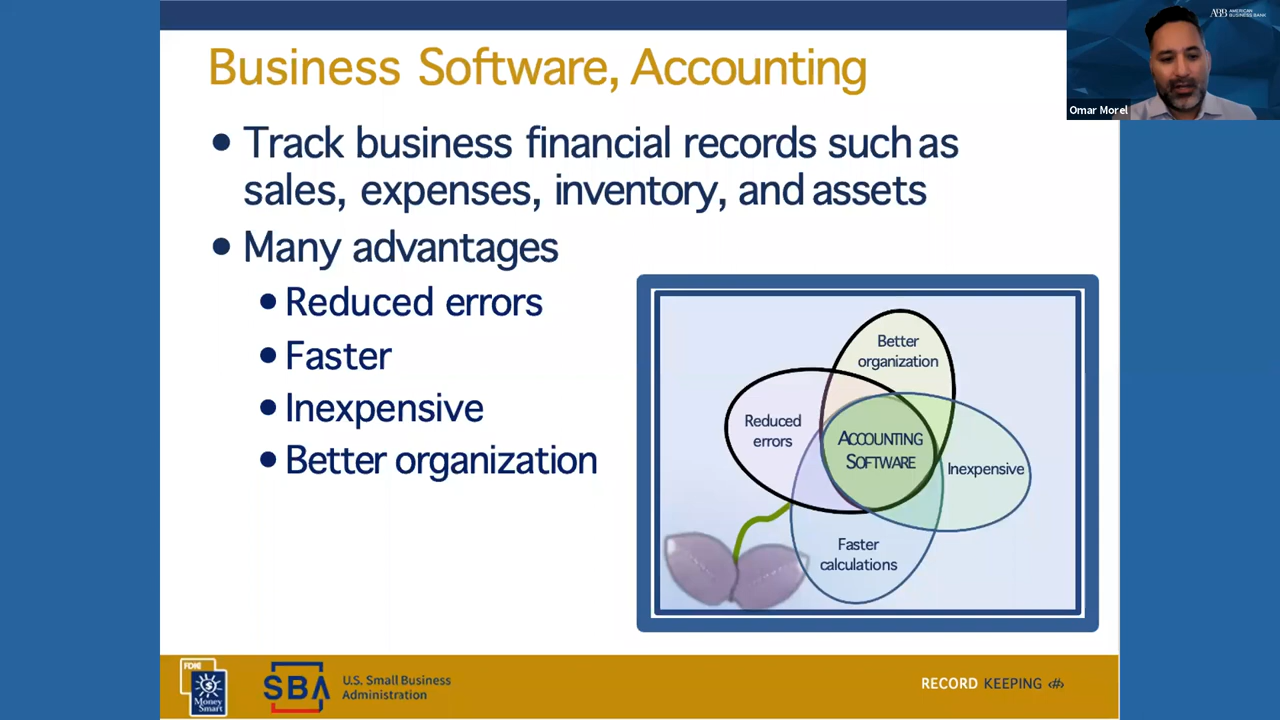 Business Software, Accounting
• Track business financial records such as
sales, expenses, inventory, and assets
• Many advantages
• Reduced errors
• Faster
• Inexpensive
• Better organization
Better
organization
Reduced
errors
ACCOUNTING
SOFTWARE
Inexpensive
Faster
calculations
FDIC
Money
Smart
SBA
U.S. Small Business
Administration
RECORD KEEPING ‹#›
ABB AMERICAN
BUSINESS BANK
Omar Morel